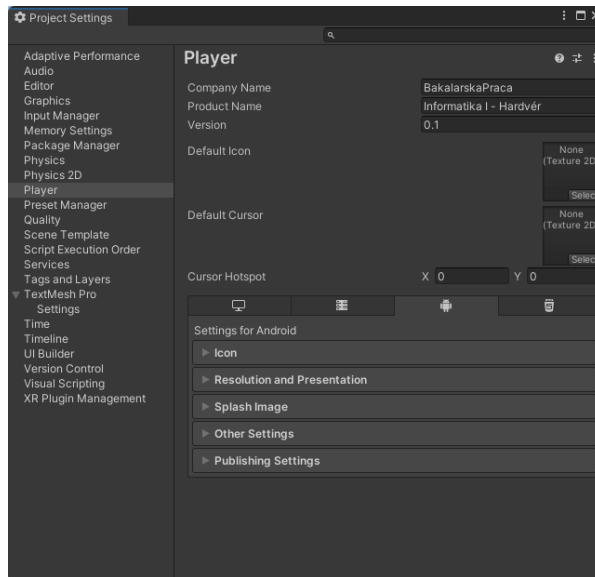 Project Settings
Adaptive Performance
Audio
Editor
Graphics
Input Manager
Memory Settings
Package Manager
Physics
Physics 2D
Player
Preset Manager
Quality
Scene Template
Script Execution Order
Services
Tags and Layers
TextMesh Pro
Settings
Time
Timeline
UI Builder
Version Control
Visual Scripting
XR Plugin Management
Player
Company Name BakalarskaPraca
Product Name Informatika I - Hardvér
Version 0.1
Default Icon
None
(Texture 2D
Selec
Default Cursor
None
(Texture 2D
Selec
Cursor Hotspot X 0 Y 0
Settings for Android
Icon
Resolution and Presentation
Splash Image
Other Settings
Publishing Settings